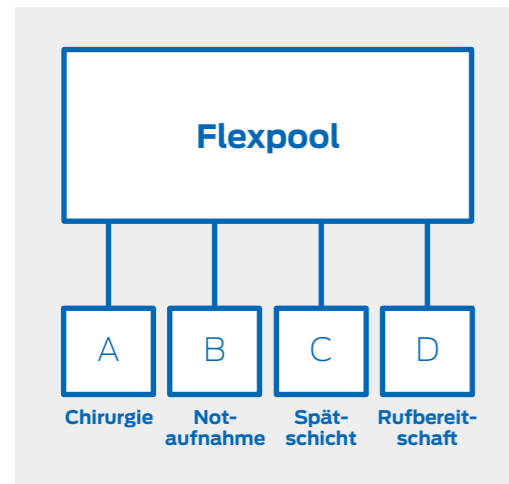 Flexpool
A B C D
Chirurgie Not- Spät- Rufbereit-
aufnahme schicht schaft